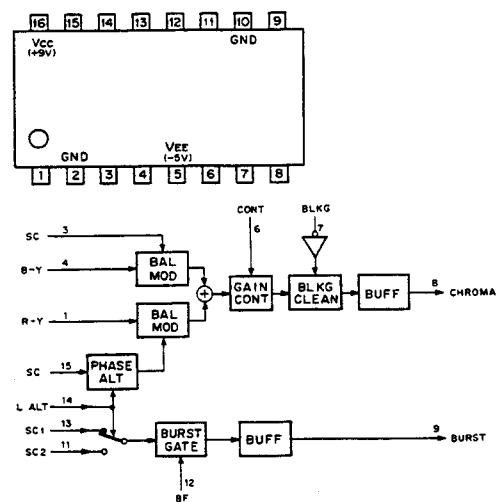 16 15 14 13 12 11 10 9
VCC GND
(+9V)
GND VEE
(-5V)
1 2 3 4 5 6 7 8
CONT BLKG
6 7
SC 3
B-Y 4
BAL MOD
GAIN CONT
BLKG CLEAN
BUFF
8 CHROMA
R-Y 1
BAL MOD
SC 15
PHASE ALT
L ALT 14
SC1 13
SC2 11
BURST GATE
BUFF
9 BURST
12
BF